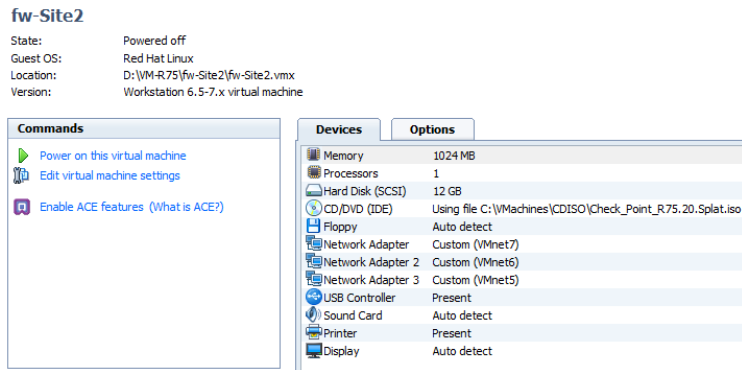 fw-Site2
State: Powered off
Guest OS: Red Hat Linux
Location: D:\VM-R75\fw-Site2\fw-Site2.vmx
Version: Workstation 6.5-7.x virtual machine
Commands
Power on this virtual machine
Edit virtual machine settings
Enable ACE features (What is ACE?)
Devices Options
Memory 1024 MB
Processors 1
Hard Disk (SCSI) 12 GB
CD/DVD (IDE) Using file C:\VMachines\CDISO\Check_Point_R75.20.Splat.iso
Floppy Auto detect
Network Adapter Custom (VMnet7)
Network Adapter 2 Custom (VMnet6)
Network Adapter 3 Custom (VMnet5)
USB Controller Present
Sound Card Auto detect
Printer Present
Display Auto detect